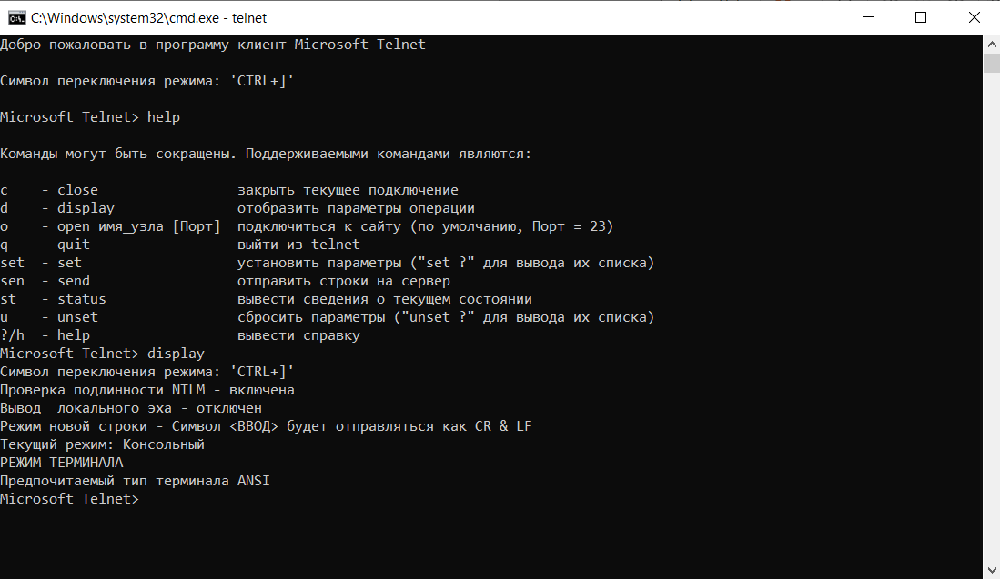 C:\Windows\system32\cmd.exe - telnet
Добро пожаловать в программу-клиент Microsoft Telnet
Символ переключения режима: 'CTRL+]'
Microsoft Telnet> help
Команды могут быть сокращены. Поддерживаемыми командами являются:
c    - close                 закрыть текущее подключение
d    - display               отобразить параметры операции
o    - open имя_узла [Порт]  подключиться к сайту (по умолчанию, Порт = 23)
q    - quit                  выйти из telnet
set  - set                   установить параметры ("set ?" для вывода их списка)
sen  - send                  отправить строки на сервер
st   - status                вывести сведения о текущем состоянии
u    - unset                 сбросить параметры ("unset ?" для вывода их списка)
?/h  - help                  вывести справку
Microsoft Telnet> display
Символ переключения режима: 'CTRL+]'
Проверка подлинности NTLM - включена
Вывод  локального эха - отключен
Режим новой строки - Символ <ВВОД> будет отправляться как CR & LF
Текущий режим: Консольный
РЕЖИМ ТЕРМИНАЛА
Предпочитаемый тип терминала ANSI
Microsoft Telnet>